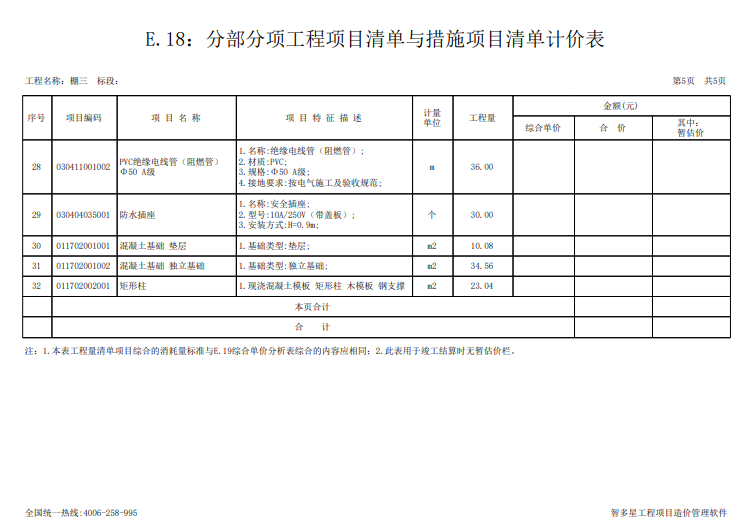 E.18：分部分项工程项目清单与措施项目清单计价表
工程名称：棚三 标段： 第5页 共5页
序号 项目编码 项 目 名 称 项 目 特 征 描 述 计量单位 工程量 金额(元)
综合单价 合 价 其中：暂估价
28 030411001002 PVC绝缘电线管（阻燃管）Φ50 A级 1.名称:绝缘电线管（阻燃管）; m 36.00
2.材质:PVC;
3.规格:Φ50 A级;
4.接地要求:按电气施工及验收规范;
29 030404035001 防水插座 1.名称:安全插座; 个 30.00
2.型号:10A/250V（带盖板）;
3.安装方式:H=0.9m;
30 011702001001 混凝土基础 垫层 1.基础类型:垫层; m2 10.08
31 011702001002 混凝土基础 独立基础 1.基础类型:独立基础; m2 34.56
32 011702002001 矩形柱 1.现浇混凝土模板 矩形柱 木模板 钢支撑 m2 23.04
本页合计
合 计
注：1.本表工程量清单项目综合的消耗量标准与E.19综合单价分析表综合的内容应相同；2.此表用于竣工结算时无暂估价栏。
全国统一热线:4006-258-995 智多星工程项目造价管理软件